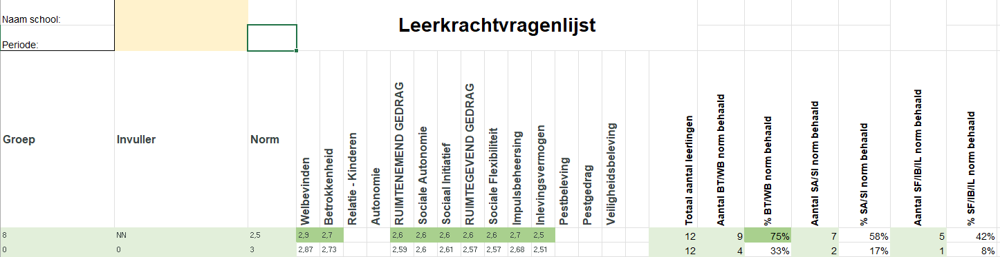 Naam school:
Leerkrachtvragenlijst
Periode:
Groep
Invuller
Norm
Welbevinden
Betrokkenheid
Relatie - Kinderen
Autonomie
RUIMTENEMEND GEDRAG
Sociale Autonomie
Sociaal Initiatief
RUIMTEGEVEND GEDRAG
Sociale Flexibiliteit
Impulsbeheersing
Inlevingsvermogen
Pestbeleving
Pestgedrag
Veiligheidsbeleving
Totaal aantal leerlingen
Aantal BT/WB norm behaald
% BT/WB norm behaald
Aantal SA/SI norm behaald
% SA/SI norm behaald
Aantal SF/IB/IL norm behaald
% SF/IB/IL norm behaald
8 NN 2,5 2,9 2,7 2,6 2,6 2,6 2,6 2,6 2,7 2,5 12 9 75% 7 58% 5 42%
0 0 3 2,87 2,73 2,59 2,6 2,61 2,57 2,57 2,68 2,51 12 4 33% 2 17% 1 8%